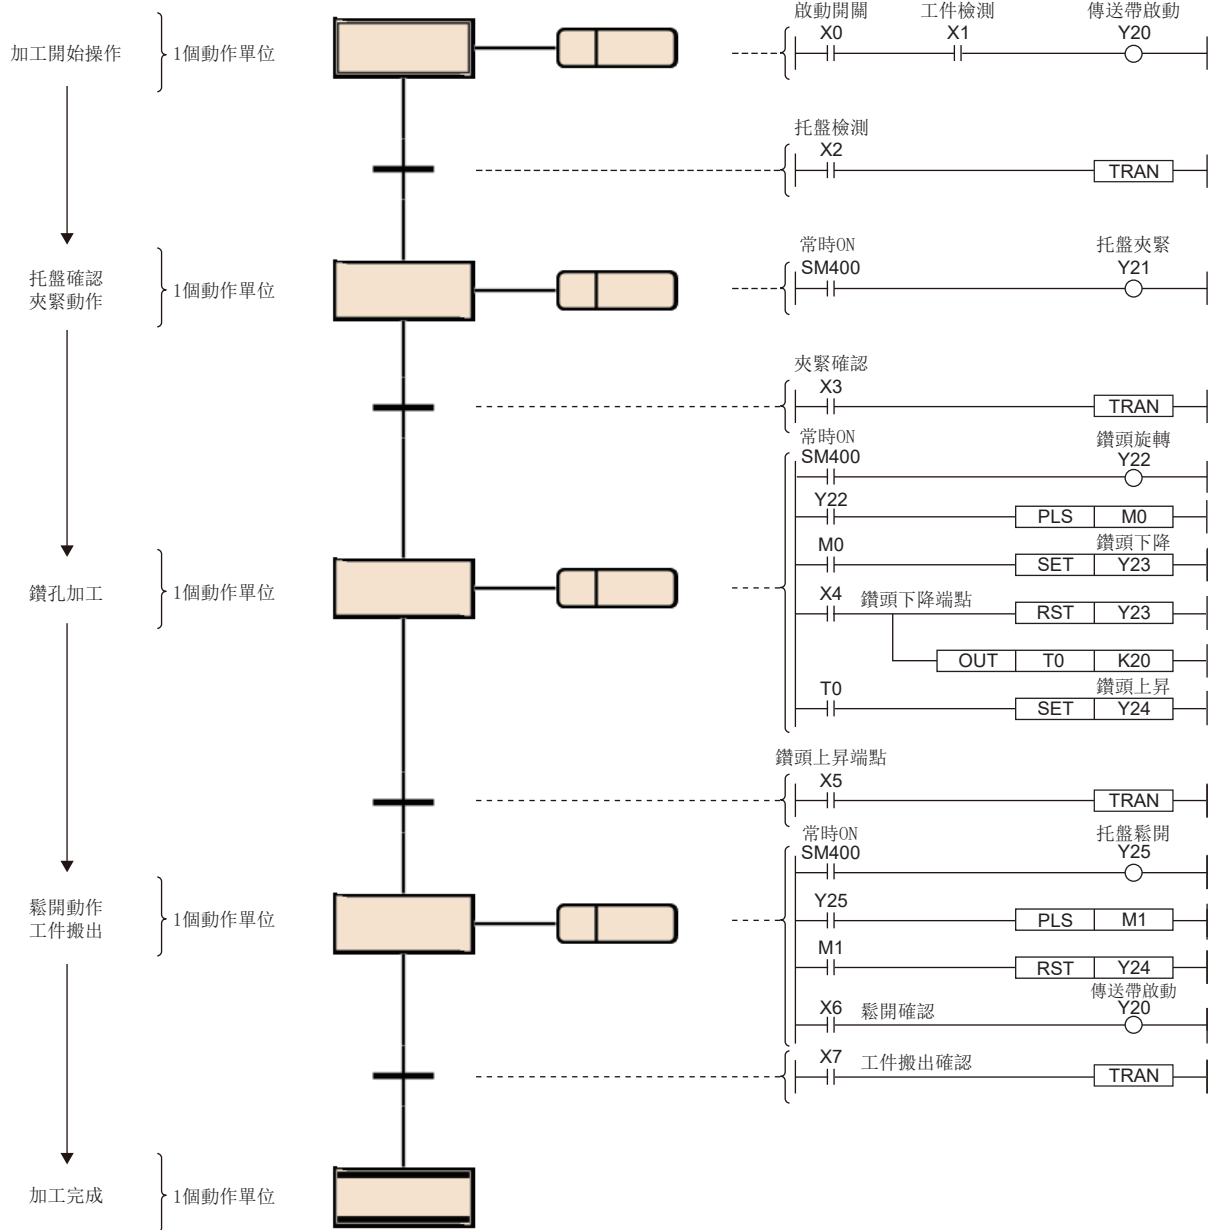 啟動開關 工件檢測 傳送帶啟動
X0 X1 Y20
加工開始操作 1個動作單位
托盤檢測
X2
TRAN
常時ON 托盤夾緊
SM400 Y21
托盤確認
夾緊動作
1個動作單位
夾緊確認
X3
TRAN
常時ON 鑽頭旋轉
SM400 Y22
Y22
PLS M0
M0 鑽頭下降
SET Y23
鑽孔加工 1個動作單位
X4 鑽頭下降端點
RST Y23
OUT T0 K20
T0 鑽頭上昇
SET Y24
鑽頭上昇端點
X5
TRAN
常時ON 托盤鬆開
SM400 Y25
鬆開動作
工件搬出
1個動作單位
Y25
PLS M1
M1
RST Y24
傳送帶啟動
X6 鬆開確認 Y20
X7 工件搬出確認
TRAN
加工完成 1個動作單位